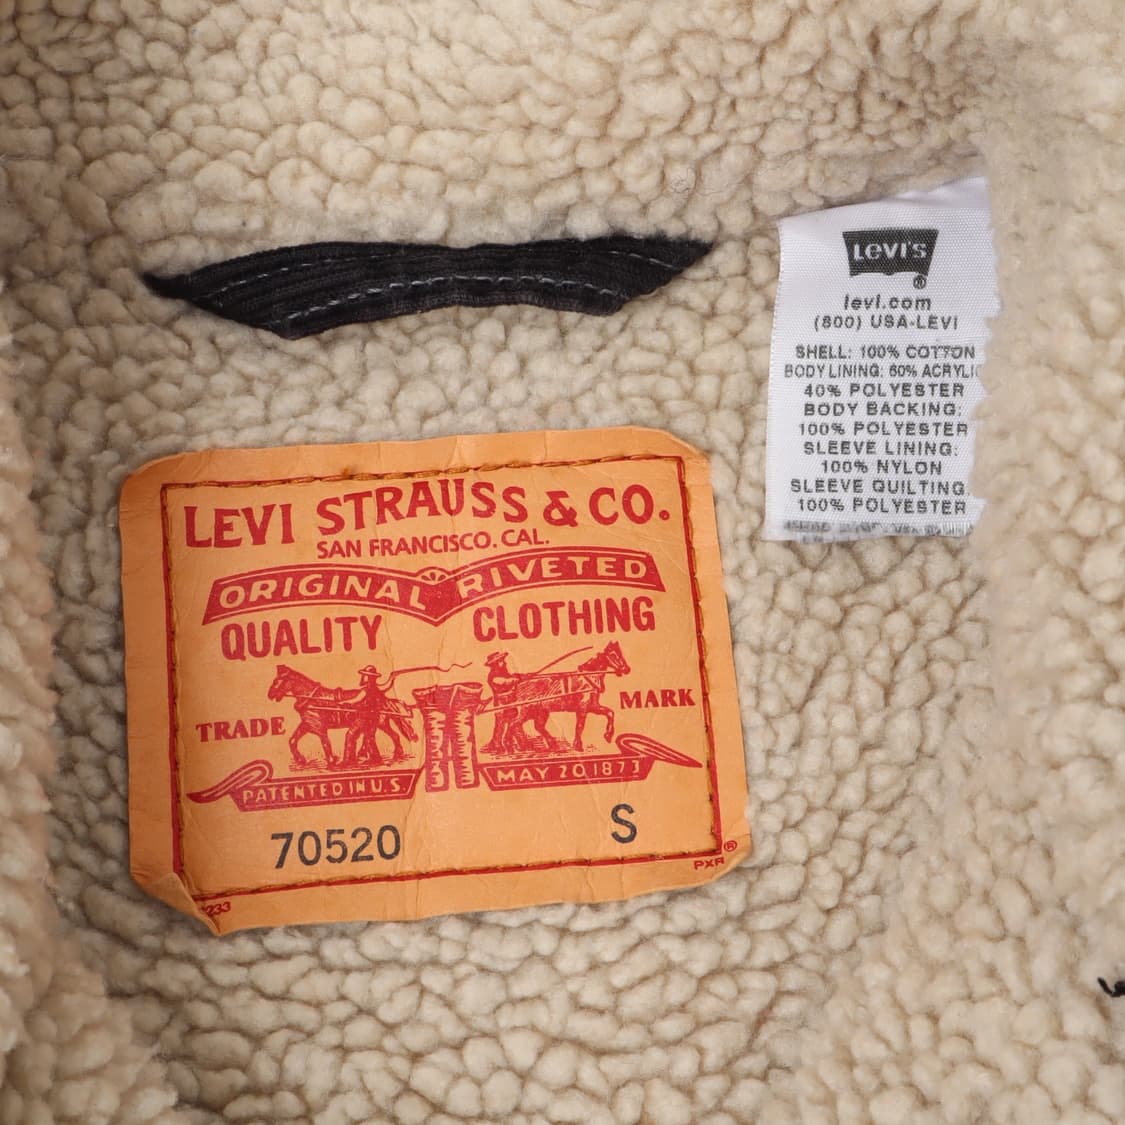 LEVI'S
®
levi.com
(800) USA-LEVI
SHELL: 100% COTTON
BODY LINING: 60% ACRYLIC
40% POLYESTER
BODY BACKING:
100% POLYESTER
SLEEVE LINING:
100% NYLON
SLEEVE QUILTING:
100% POLYESTER
LEVI STRAUSS & CO.
SAN FRANCISCO. CAL.
ORIGINAL RIVETED
QUALITY CLOTHING
TRADE MARK
PATENTED IN U.S. MAY 20 1873
70520 S
233 PXR ®